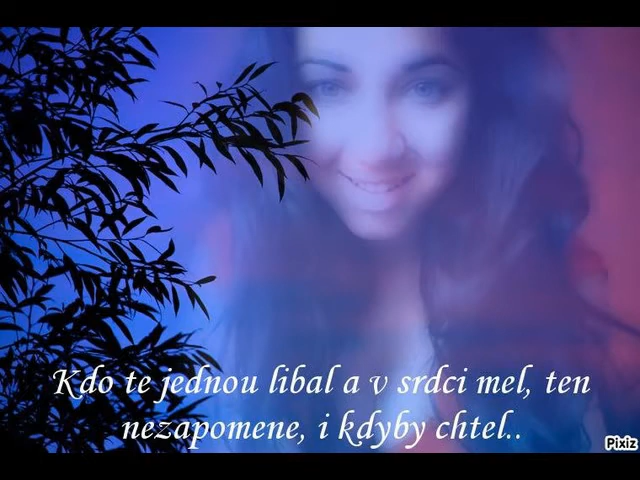 Kdo te jednou libal a v srdci mel, ten
nezapomene, i kdyby chtel..
Pixiz